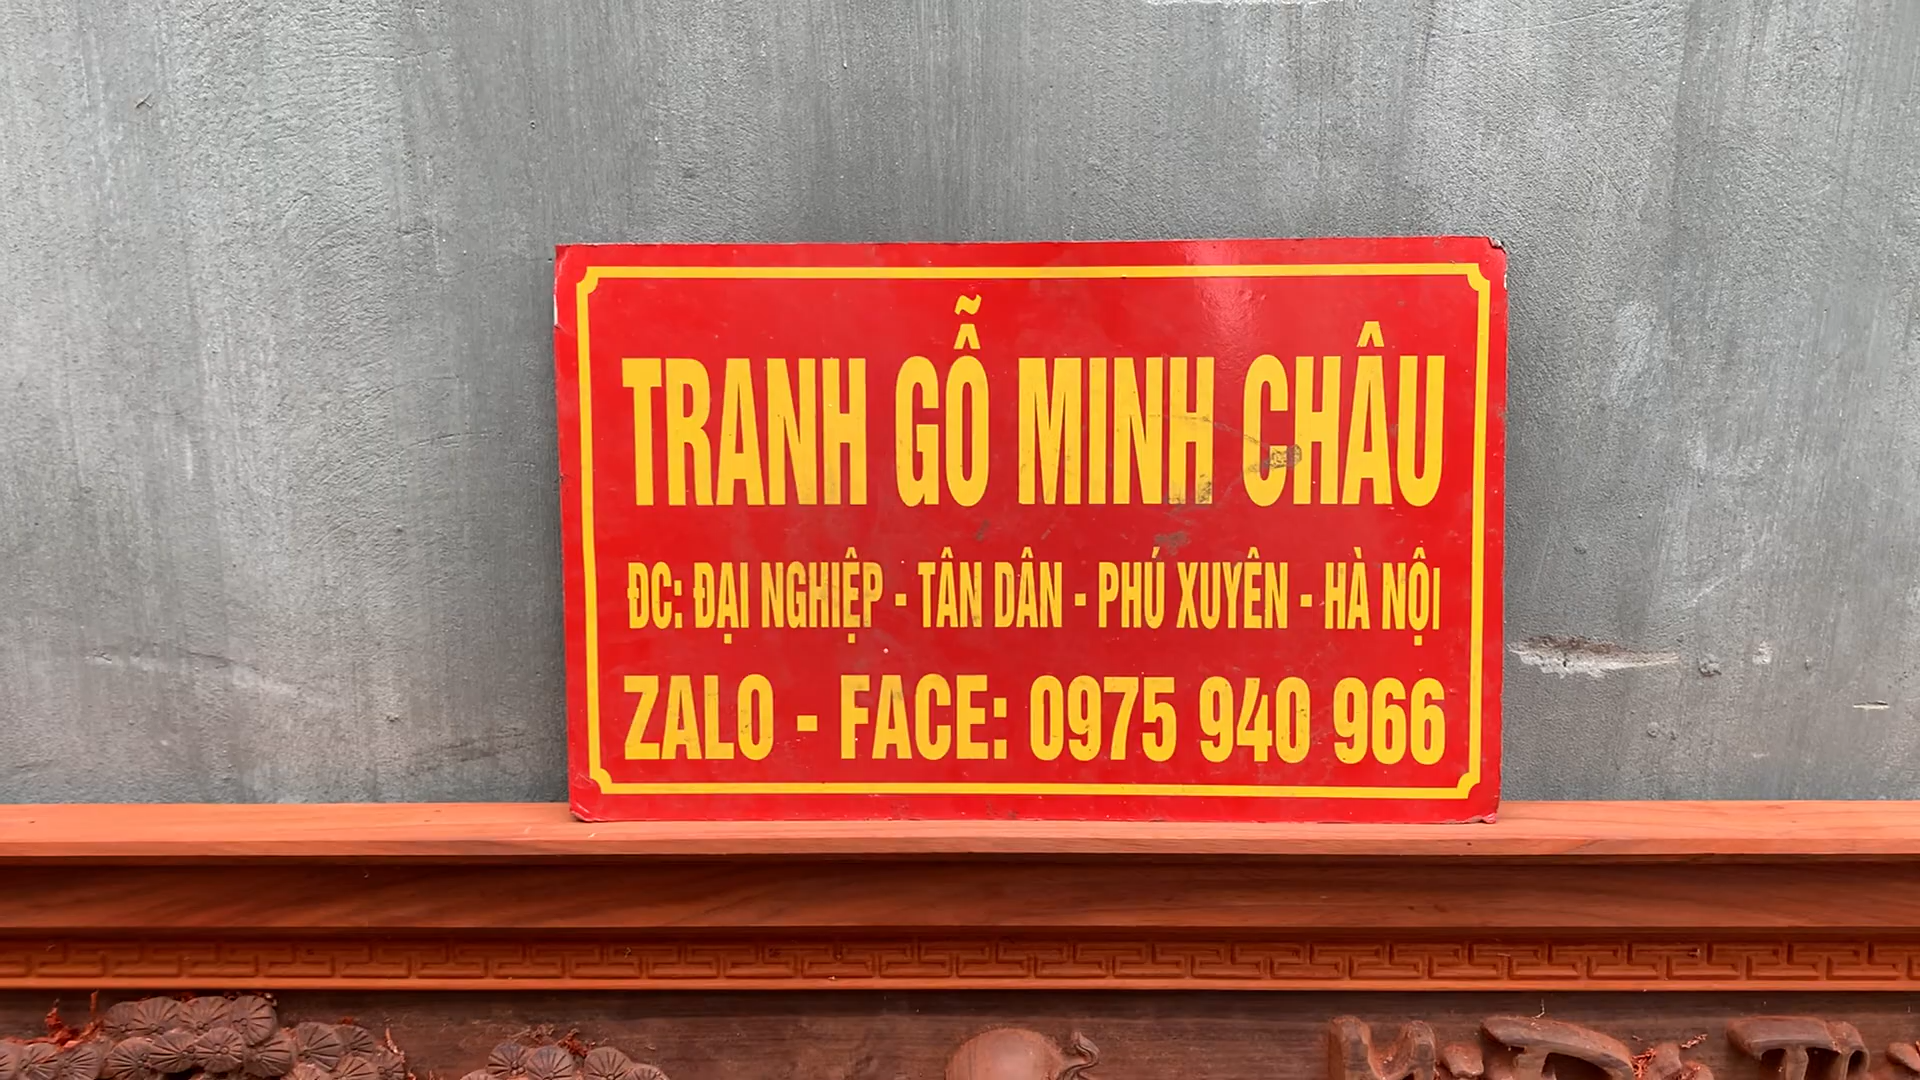 TRANH GỖ MINH CHÂU
ĐC: ĐẠI NGHIỆP - TÂN DÂN - PHÚ XUYÊN - HÀ NỘI
ZALO - FACE: 0975 940 966